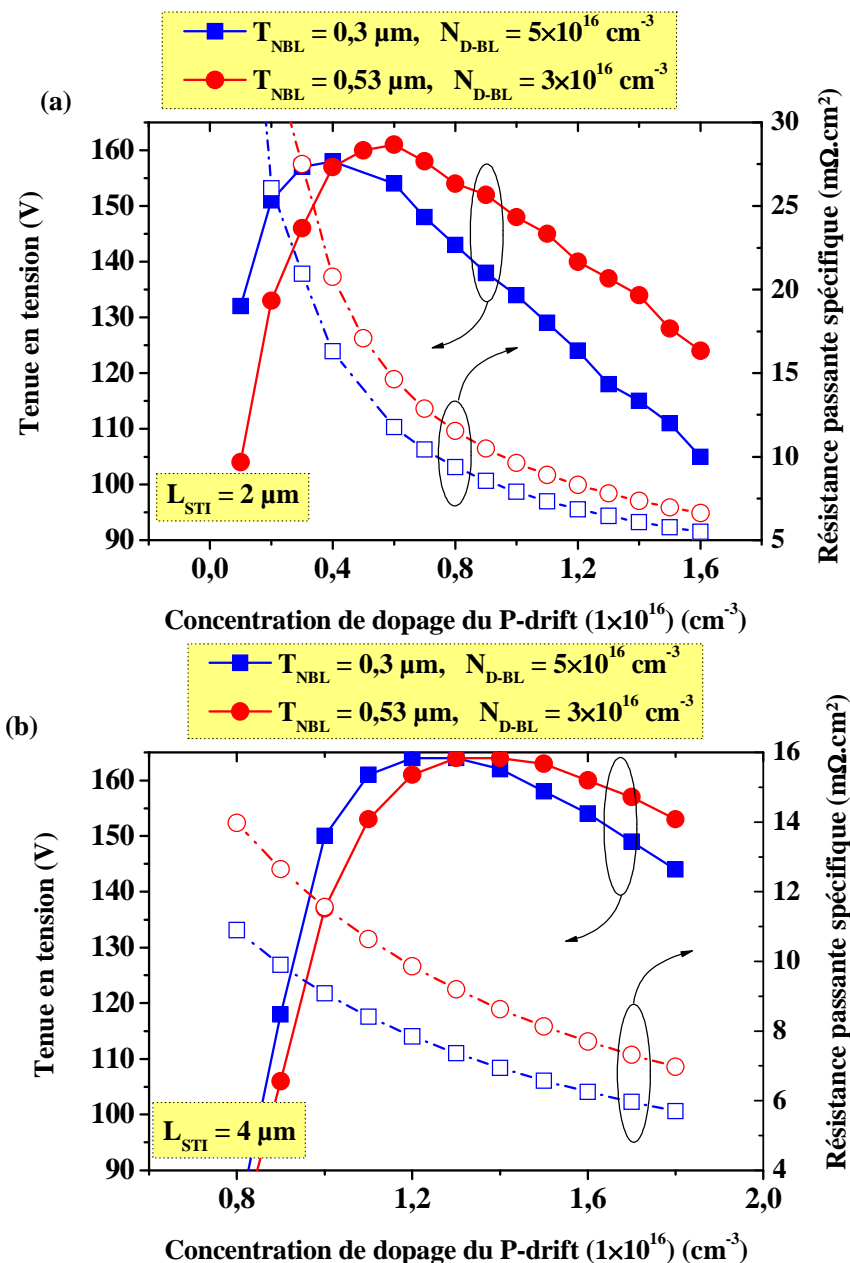 T_NBL = 0,3 µm, N_D-BL = 5×10^16 cm^-3
T_NBL = 0,53 µm, N_D-BL = 3×10^16 cm^-3
(a)
Tenue en tension (V)
160
150
140
130
120
110
100
90
30
25
20
15
10
5
Résistance passante spécifique (mΩ.cm²)
L_STI = 2 µm
0,0 0,4 0,8 1,2 1,6
Concentration de dopage du P-drift (1×10^16) (cm^-3)
T_NBL = 0,3 µm, N_D-BL = 5×10^16 cm^-3
T_NBL = 0,53 µm, N_D-BL = 3×10^16 cm^-3
(b)
Tenue en tension (V)
160
150
140
130
120
110
100
90
16
14
12
10
8
6
4
Résistance passante spécifique (mΩ.cm²)
L_STI = 4 µm
0,8 1,2 1,6 2,0
Concentration de dopage du P-drift (1×10^16) (cm^-3)